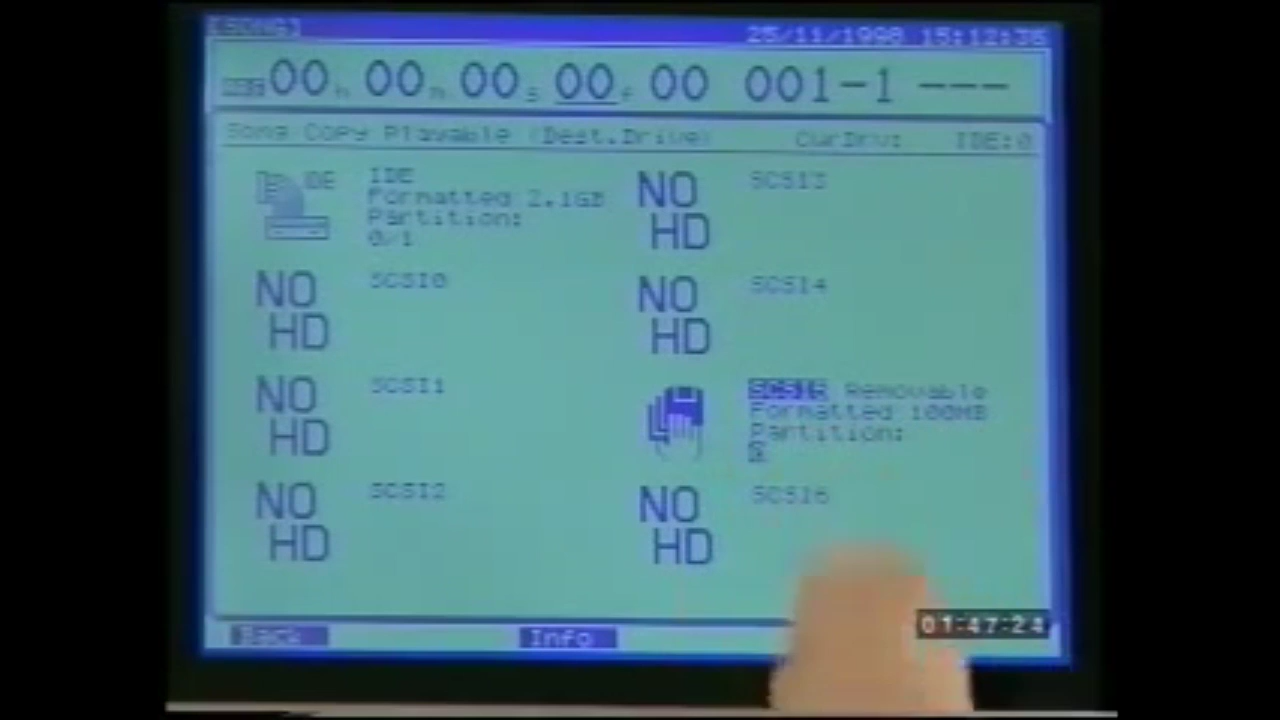 [SONG]
25/11/1998 15:12:36
00h 00m 00s 00f 00 001-1 ---
Song Copy Playable (Dest.Drive) CurDrv: IDE:0
IDE
IDE
Formatted 2.1GB
Partition:
0/1
NO HD
SCSI0
NO HD
SCSI1
NO HD
SCSI2
NO HD
SCSI3
NO HD
SCSI4
SCSI5 Removable
Formatted 100MB
Partition:
NO HD
SCSI6
Back
Info
01:47:24